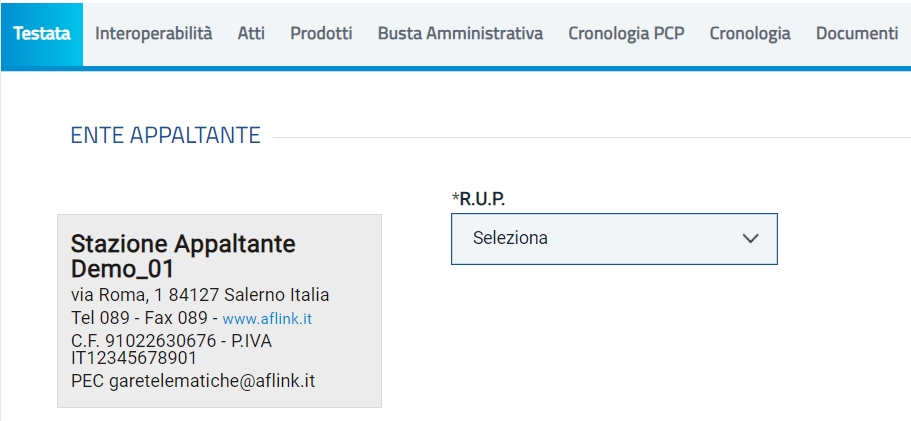 Testata Interoperabilità Atti Prodotti Busta Amministrativa Cronologia PCP Cronologia Documenti
ENTE APPALTANTE
*R.U.P.
Seleziona
Stazione Appaltante
Demo_01
via Roma, 1 84127 Salerno Italia
Tel 089 - Fax 089 - www.aflink.it
C.F. 91022630676 - P.IVA
IT12345678901
PEC garetelematiche@aflink.it